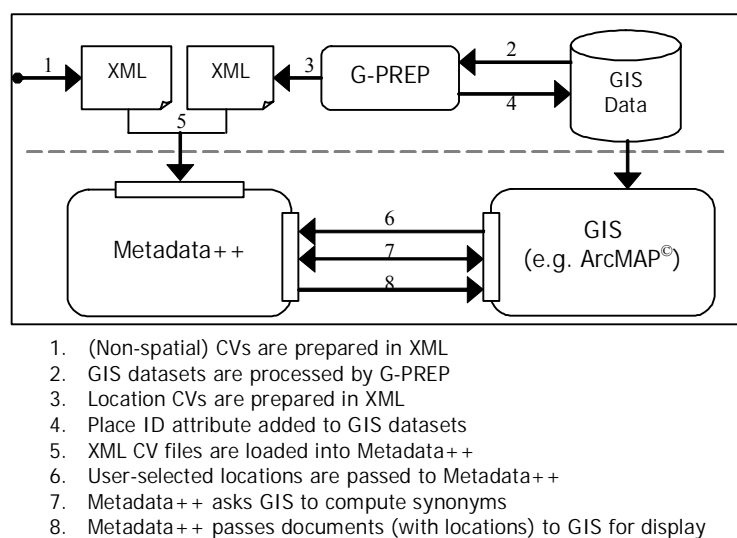 1
XML
XML
3
G-PREP
2
4
GIS
Data
5
Metadata++
6
7
8
GIS
(e.g. ArcMAP©)
1. (Non-spatial) CVs are prepared in XML
2. GIS datasets are processed by G-PREP
3. Location CVs are prepared in XML
4. Place ID attribute added to GIS datasets
5. XML CV files are loaded into Metadata++
6. User-selected locations are passed to Metadata++
7. Metadata++ asks GIS to compute synonyms
8. Metadata++ passes documents (with locations) to GIS for display